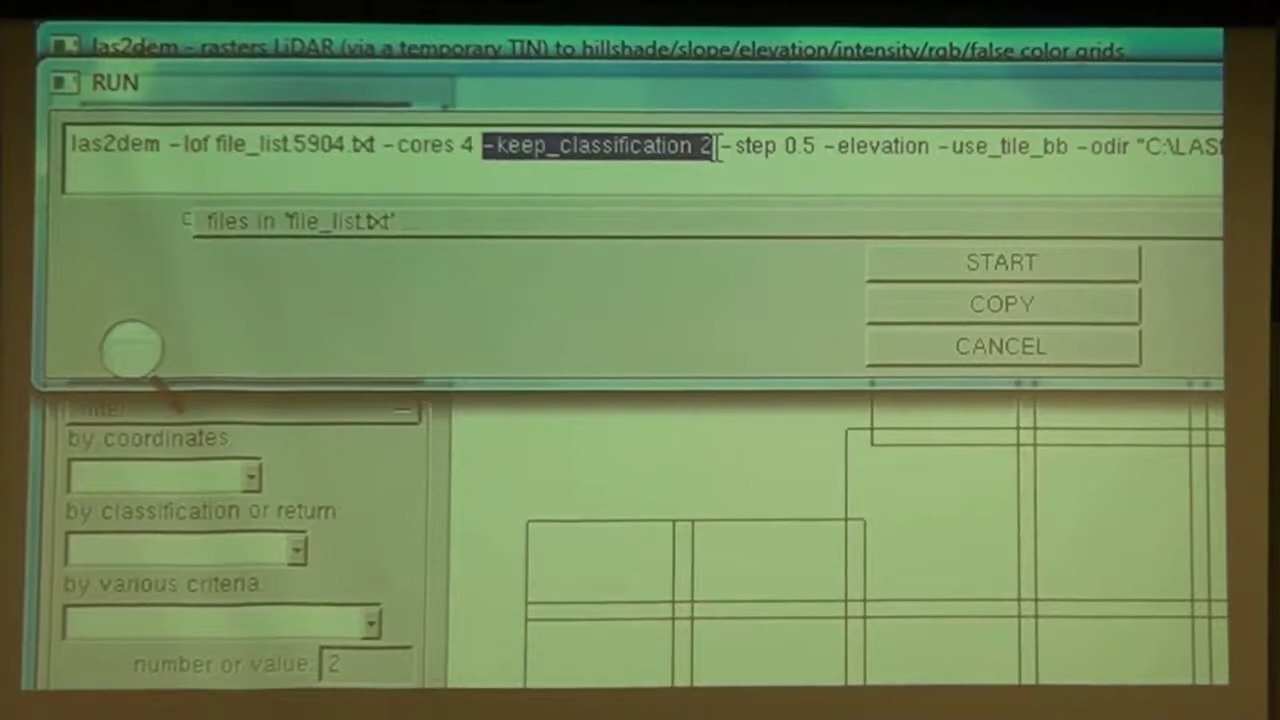 las2dem - rasters LiDAR (via a temporary TIN) to hillshade/slope/elevation/intensity/rgb/false color grids
RUN
las2dem -lof file_list.5904.txt -cores 4 -keep_classification 2 -step 0.5 -elevation -use_tile_bb -odir "C:\LAS
files in 'file_list.txt'
START
COPY
CANCEL
by coordinates:
by classification or return
by various criteria
number or value: 2